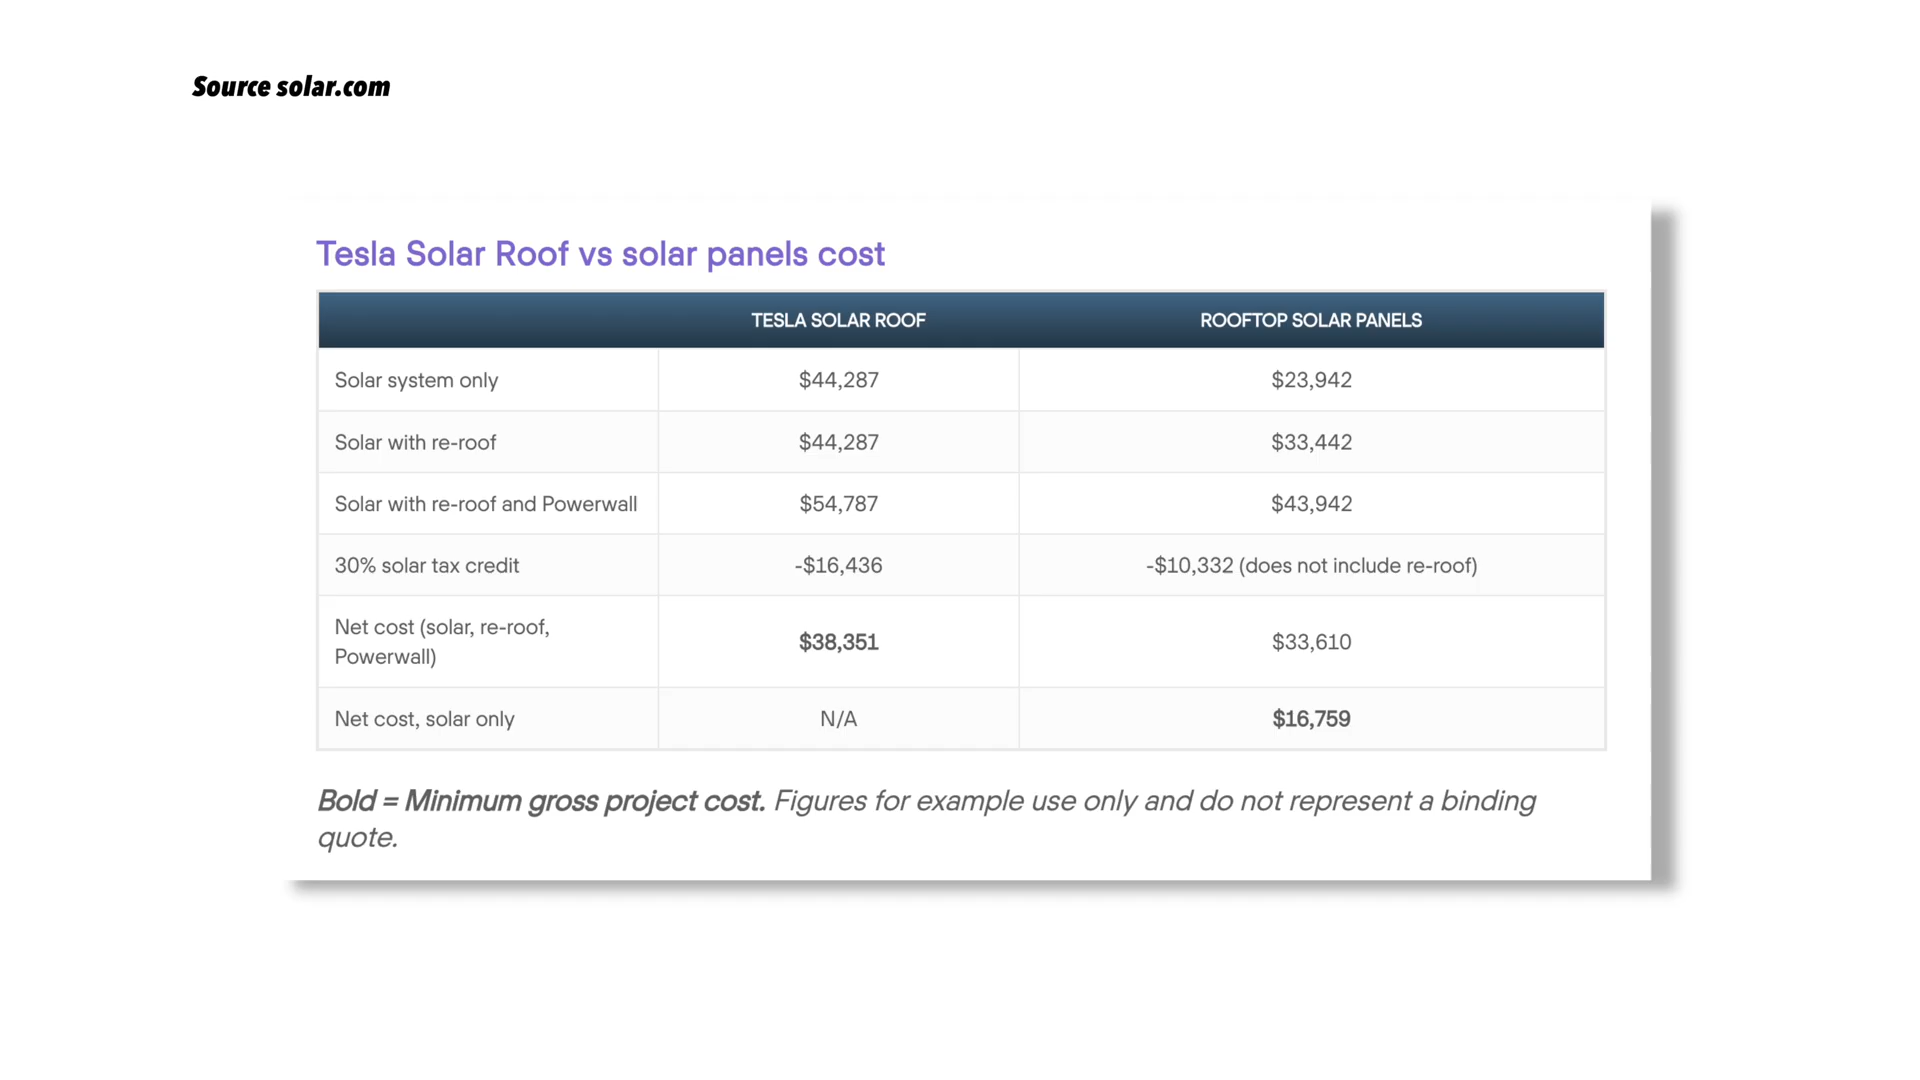 Source solar.com
Tesla Solar Roof vs solar panels cost
TESLA SOLAR ROOF ROOFTOP SOLAR PANELS
Solar system only $44,287 $23,942
Solar with re-roof $44,287 $33,442
Solar with re-roof and Powerwall $54,787 $43,942
30% solar tax credit -$16,436 -$10,332 (does not include re-roof)
Net cost (solar, re-roof,
Powerwall) $38,351 $33,610
Net cost, solar only N/A $16,759
Bold = Minimum gross project cost. Figures for example use only and do not represent a binding
quote.